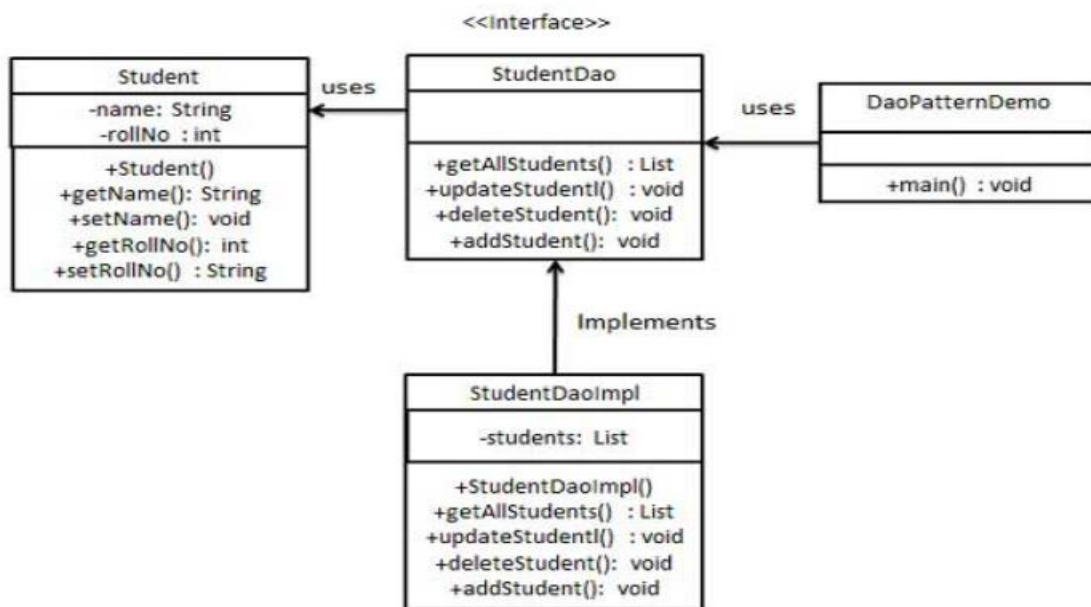 <<Interface>>
Student
-name: String
-rollNo : int
+Student()
+getName(): String
+setName(): void
+getRollNo(): int
+setRollNo() : String
uses
StudentDao
+getAllStudents() : List
+updateStudentl() : void
+deleteStudent(): void
+addStudent(): void
uses
DaoPatternDemo
+main() : void
Implements
StudentDaoImpl
-students: List
+StudentDaoImpl()
+getAllStudents() : List
+updateStudentl() : void
+deleteStudent(): void
+addStudent(): void